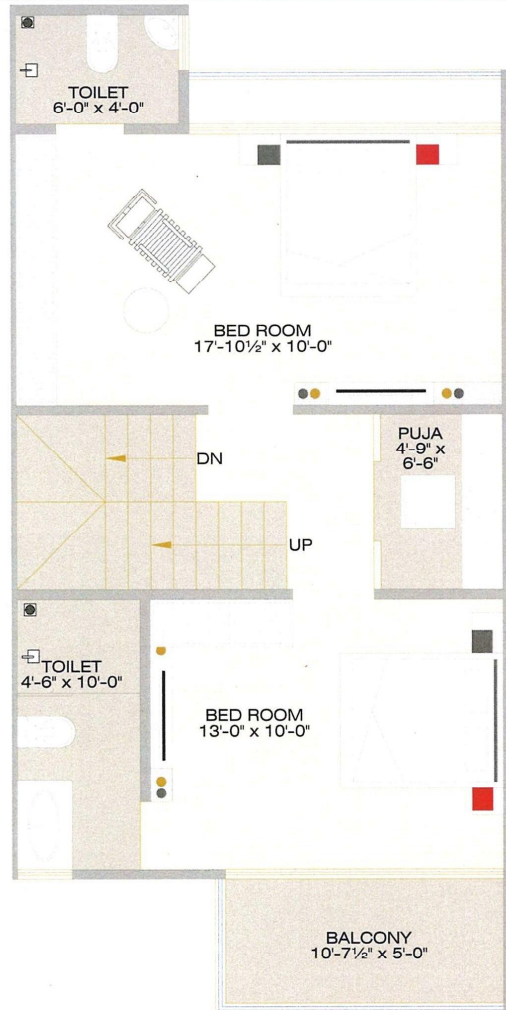 TOILET
6'-0" x 4'-0"
BED ROOM
17'-10½" x 10'-0"
DN
PUJA
4'-9" x
6'-6"
UP
TOILET
4'-6" x 10'-0"
BED ROOM
13'-0" x 10'-0"
BALCONY
10'-7½" x 5'-0"